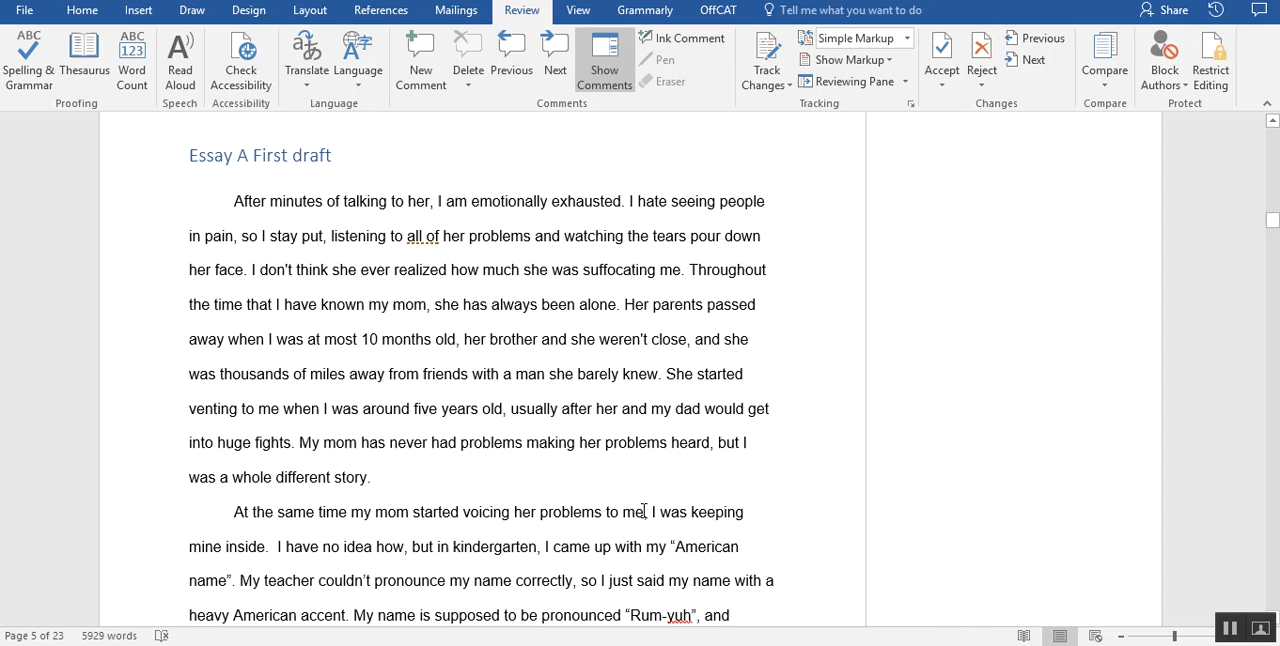 File Home Insert Draw Design Layout References Mailings Review View Grammarly OffCAT Tell me what you want to do Share
ABC ABC 123 A
Spelling & Grammar Thesaurus Word Count Read Aloud Check Accessibility Translate Language New Comment Delete Previous Next Show Comments Ink Comment Pen Eraser Track Changes Simple Markup Show Markup Reviewing Pane Accept Reject Previous Next Compare Block Authors Restrict Editing
Proofing Speech Accessibility Language Comments Tracking Changes Compare Protect
Essay A First draft
After minutes of talking to her, I am emotionally exhausted. I hate seeing people
in pain, so I stay put, listening to all of her problems and watching the tears pour down
her face. I don't think she ever realized how much she was suffocating me. Throughout
the time that I have known my mom, she has always been alone. Her parents passed
away when I was at most 10 months old, her brother and she weren't close, and she
was thousands of miles away from friends with a man she barely knew. She started
venting to me when I was around five years old, usually after her and my dad would get
into huge fights. My mom has never had problems making her problems heard, but I
was a whole different story.
At the same time my mom started voicing her problems to me, I was keeping
mine inside.  I have no idea how, but in kindergarten, I came up with my “American
name”. My teacher couldn’t pronounce my name correctly, so I just said my name with a
heavy American accent. My name is supposed to be pronounced “Rum-yuh”, and
Page 5 of 23 5929 words